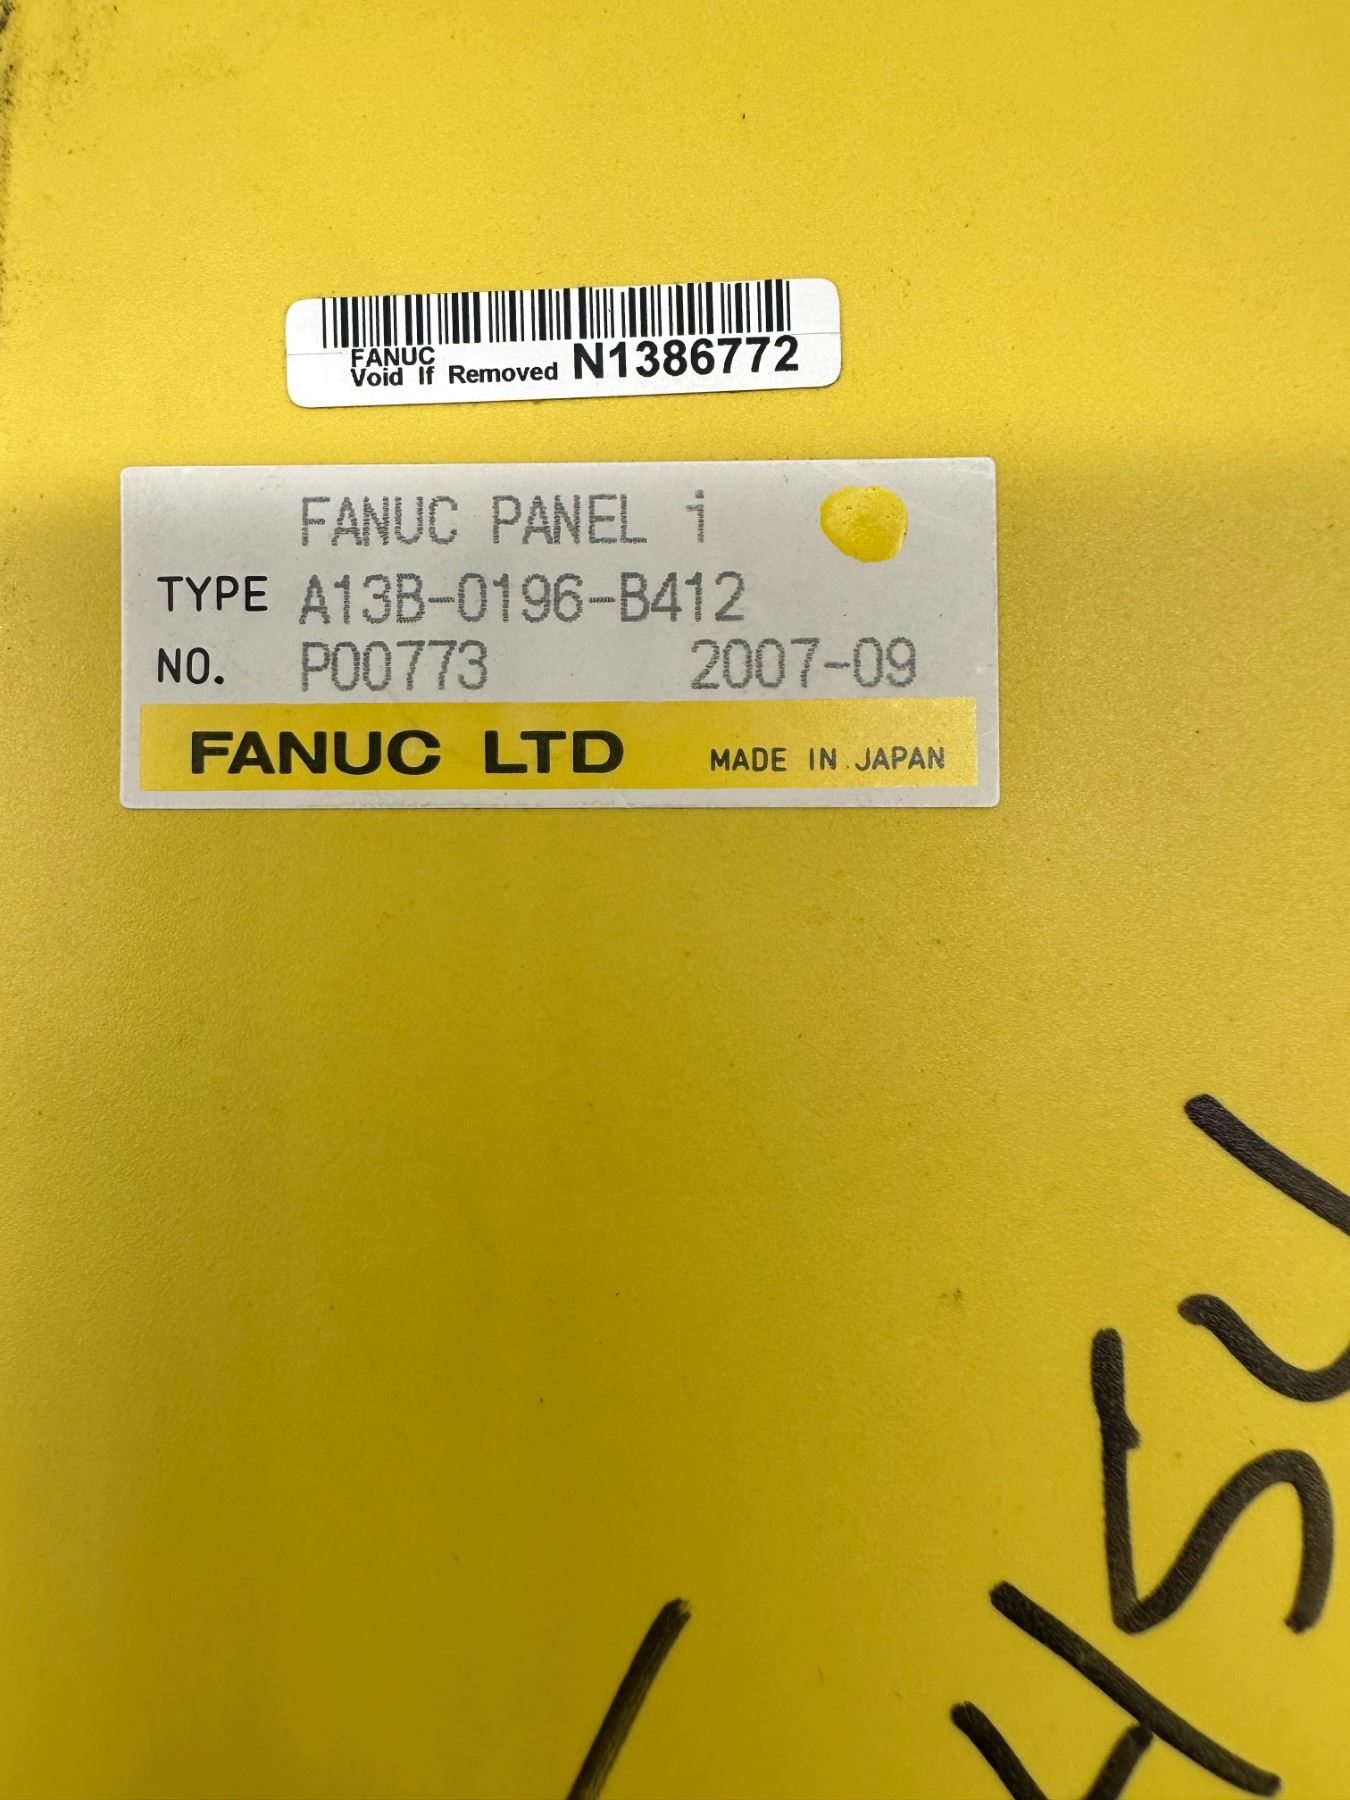 FANUC
Void If Removed N1386772
FANUC PANEL i
TYPE A13B-0196-B412
NO. P00773 2007-09
FANUC LTD MADE IN JAPAN